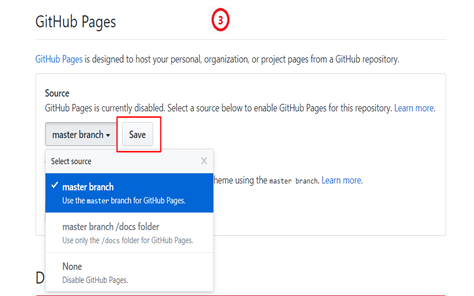 GitHub Pages
3
GitHub Pages is designed to host your personal, organization, or project pages from a GitHub repository.
Source
GitHub Pages is currently disabled. Select a source below to enable GitHub Pages for this repository. Learn more.
master branch Save
Select source X
heme using the master branch. Learn more.
master branch
Use the master branch for GitHub Pages.
master branch /docs folder
Use only the /docs folder for GitHub Pages.
None
Disable GitHub Pages.
D